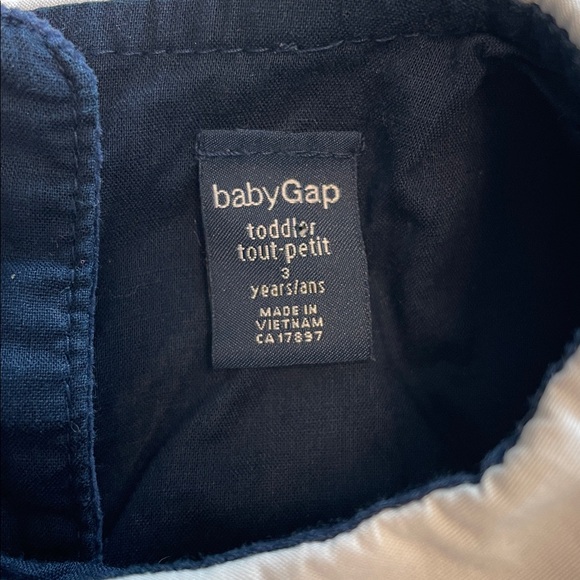 babyGap
toddler
tout-petit
3
years/ans
MADE IN
VIETNAM
CA17897